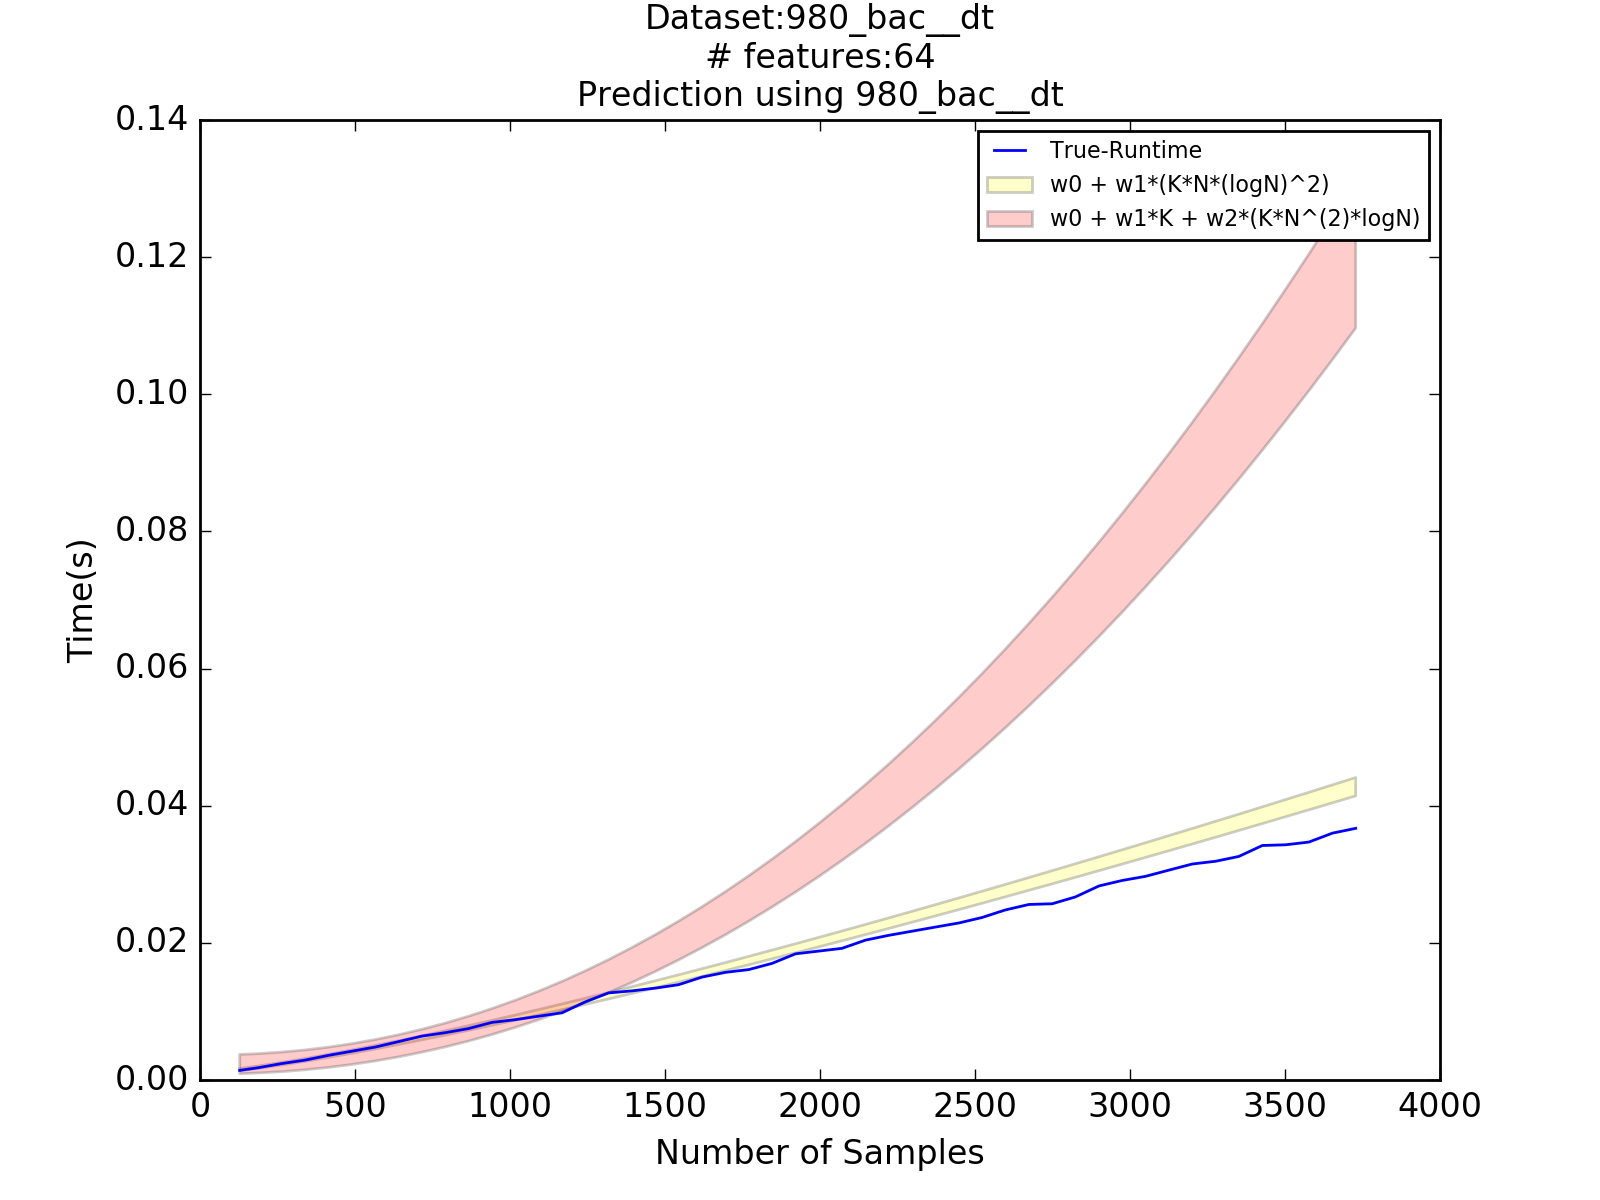 Dataset:980_bac__dt
# features:64
Prediction using 980_bac__dt
True-Runtime
w0 + w1*(K*N*(logN)^2)
w0 + w1*K + w2*(K*N^(2)*logN)
0.14
0.12
0.10
0.08
0.06
0.04
0.02
0.00
Time(s)
0 500 1000 1500 2000 2500 3000 3500 4000
Number of Samples